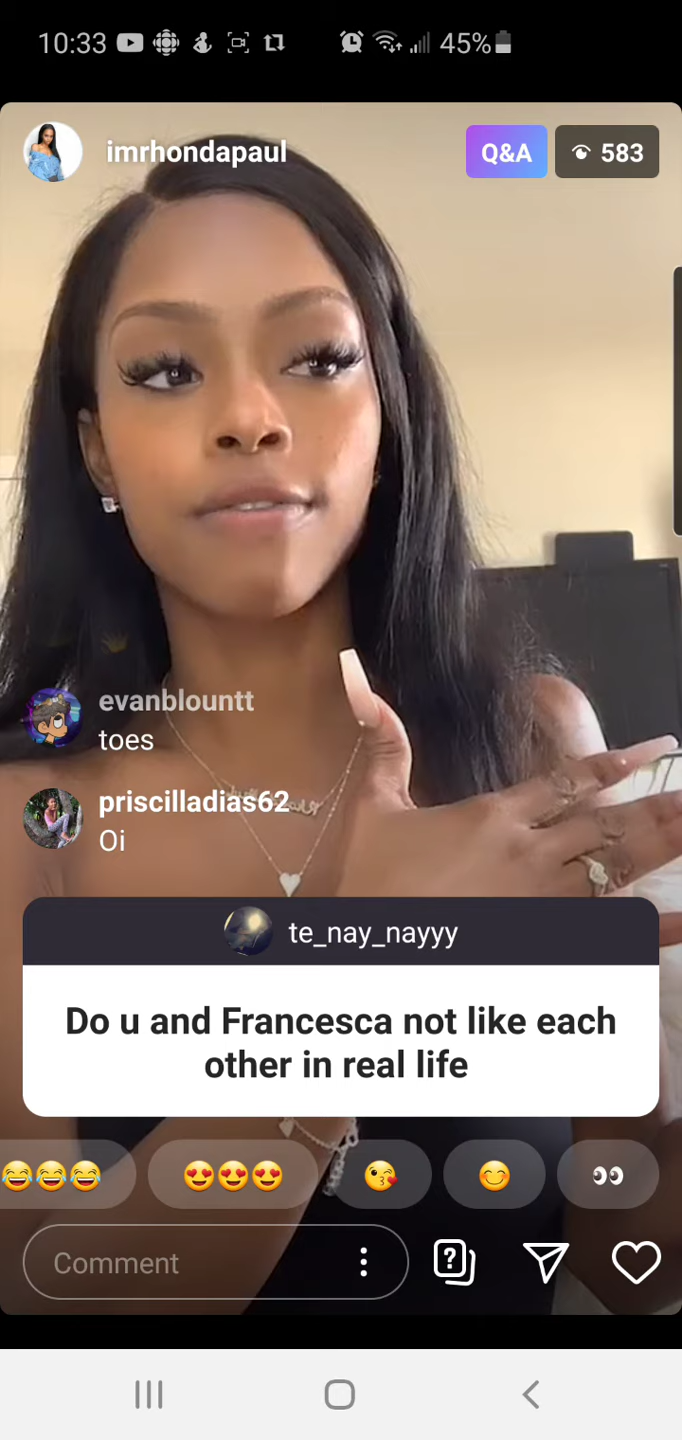 10:33
45%
imrhondapaul
Q&A
583
evanblountt
toes
priscilladias62
Oi
te_nay_nayyy
Do u and Francesca not like each
other in real life
Comment